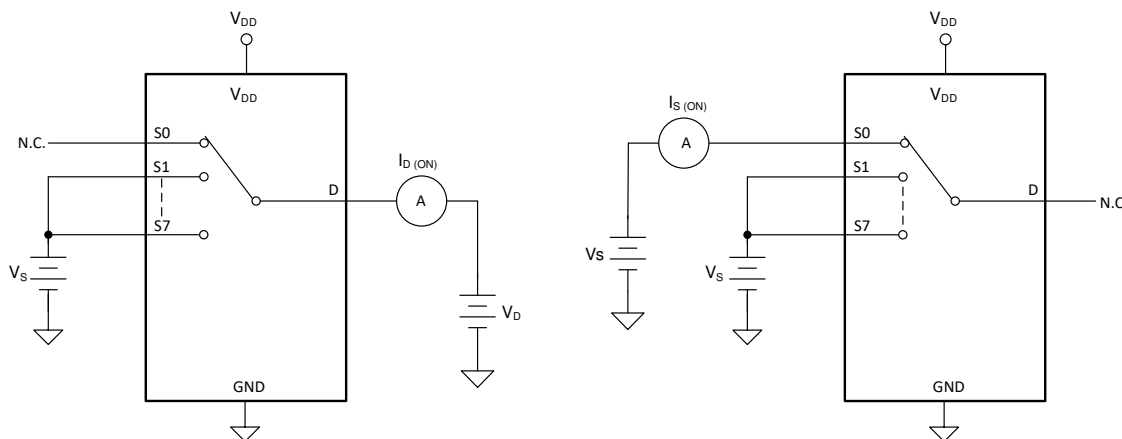 VDD
VDD
N.C.
S0
S1
S7
D
ID (ON)
A
VS
VD
GND
VDD
VDD
IS (ON)
A
S0
S1
S7
D
N.C
Vs
VS
GND